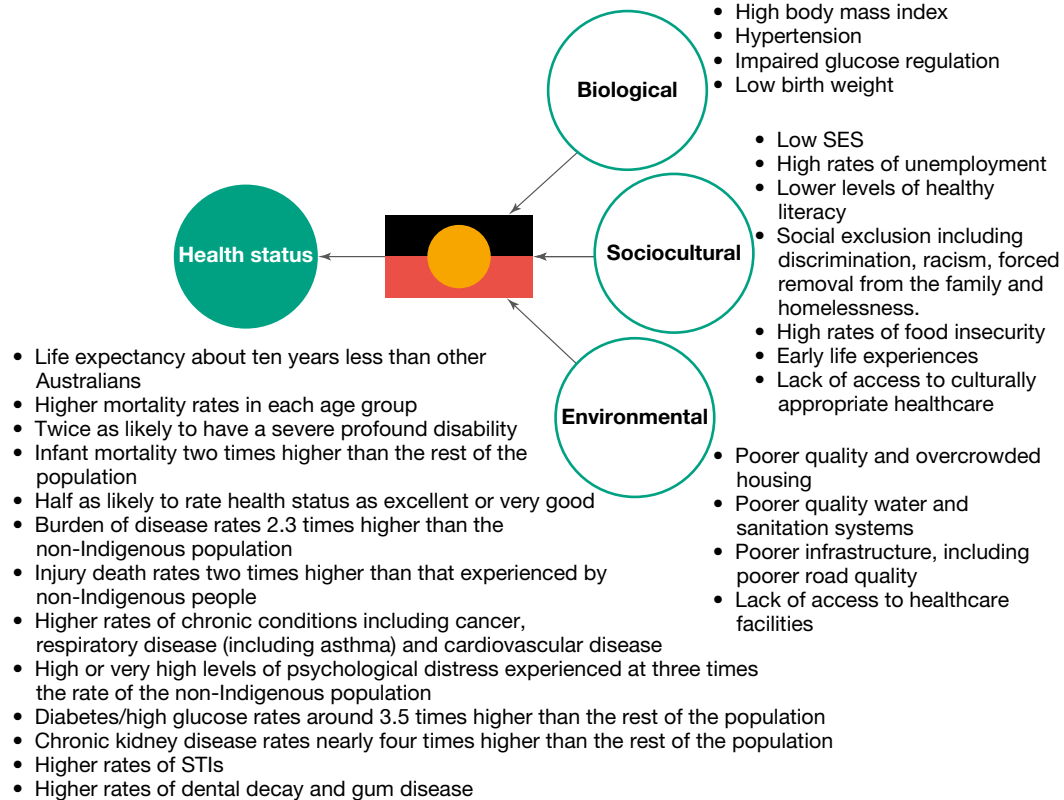 Biological
• High body mass index
• Hypertension
• Impaired glucose regulation
• Low birth weight
Sociocultural
• Low SES
• High rates of unemployment
• Lower levels of healthy
literacy
• Social exclusion including
discrimination, racism, forced
removal from the family and
homelessness.
• High rates of food insecurity
• Early life experiences
• Lack of access to culturally
appropriate healthcare
Environmental
• Poorer quality and overcrowded
housing
• Poorer quality water and
sanitation systems
• Poorer infrastructure, including
poorer road quality
• Lack of access to healthcare
facilities
Health status
• Life expectancy about ten years less than other
Australians
• Higher mortality rates in each age group
• Twice as likely to have a severe profound disability
• Infant mortality two times higher than the rest of the
population
• Half as likely to rate health status as excellent or very good
• Burden of disease rates 2.3 times higher than the
non-Indigenous population
• Injury death rates two times higher than that experienced by
non-Indigenous people
• Higher rates of chronic conditions including cancer,
respiratory disease (including asthma) and cardiovascular disease
• High or very high levels of psychological distress experienced at three times
the rate of the non-Indigenous population
• Diabetes/high glucose rates around 3.5 times higher than the rest of the population
• Chronic kidney disease rates nearly four times higher than the rest of the population
• Higher rates of STIs
• Higher rates of dental decay and gum disease